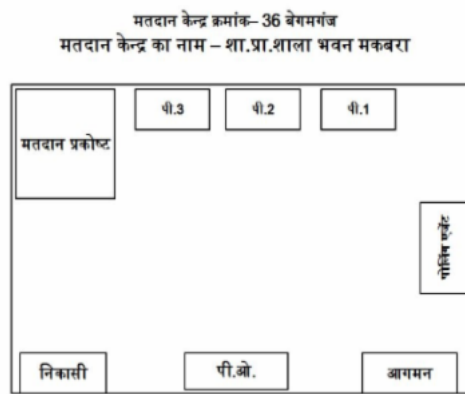 मतदान केन्द्र क्रमांक– 36 बेगमगंज
मतदान केन्द्र का नाम – शा.प्रा.शाला भवन मकबरा
मतदान प्रकोष्ट
पी.3
पी.2
पी.1
पोलिंग एजेंट
निकासी
पी.ओ.
आगमन